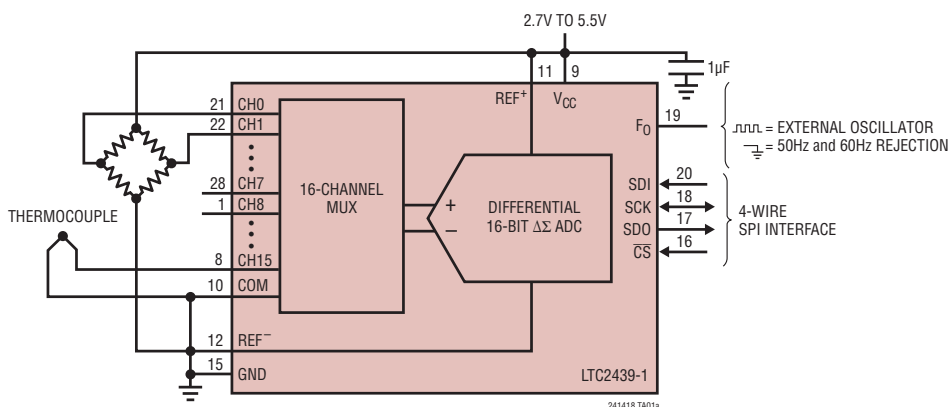 2.7V TO 5.5V
1µF
11
9
REF+
VCC
21
CH0
22
CH1
19
FO
= EXTERNAL OSCILLATOR
= 50Hz and 60Hz REJECTION
28
CH7
1
CH8
16-CHANNEL
MUX
+
–
DIFFERENTIAL
16-BIT ΔΣ ADC
SDI
20
SCK
18
SDO
17
CS
16
4-WIRE
SPI INTERFACE
THERMOCOUPLE
8
CH15
10
COM
12
REF–
15
GND
LTC2439-1
241418 TA01a